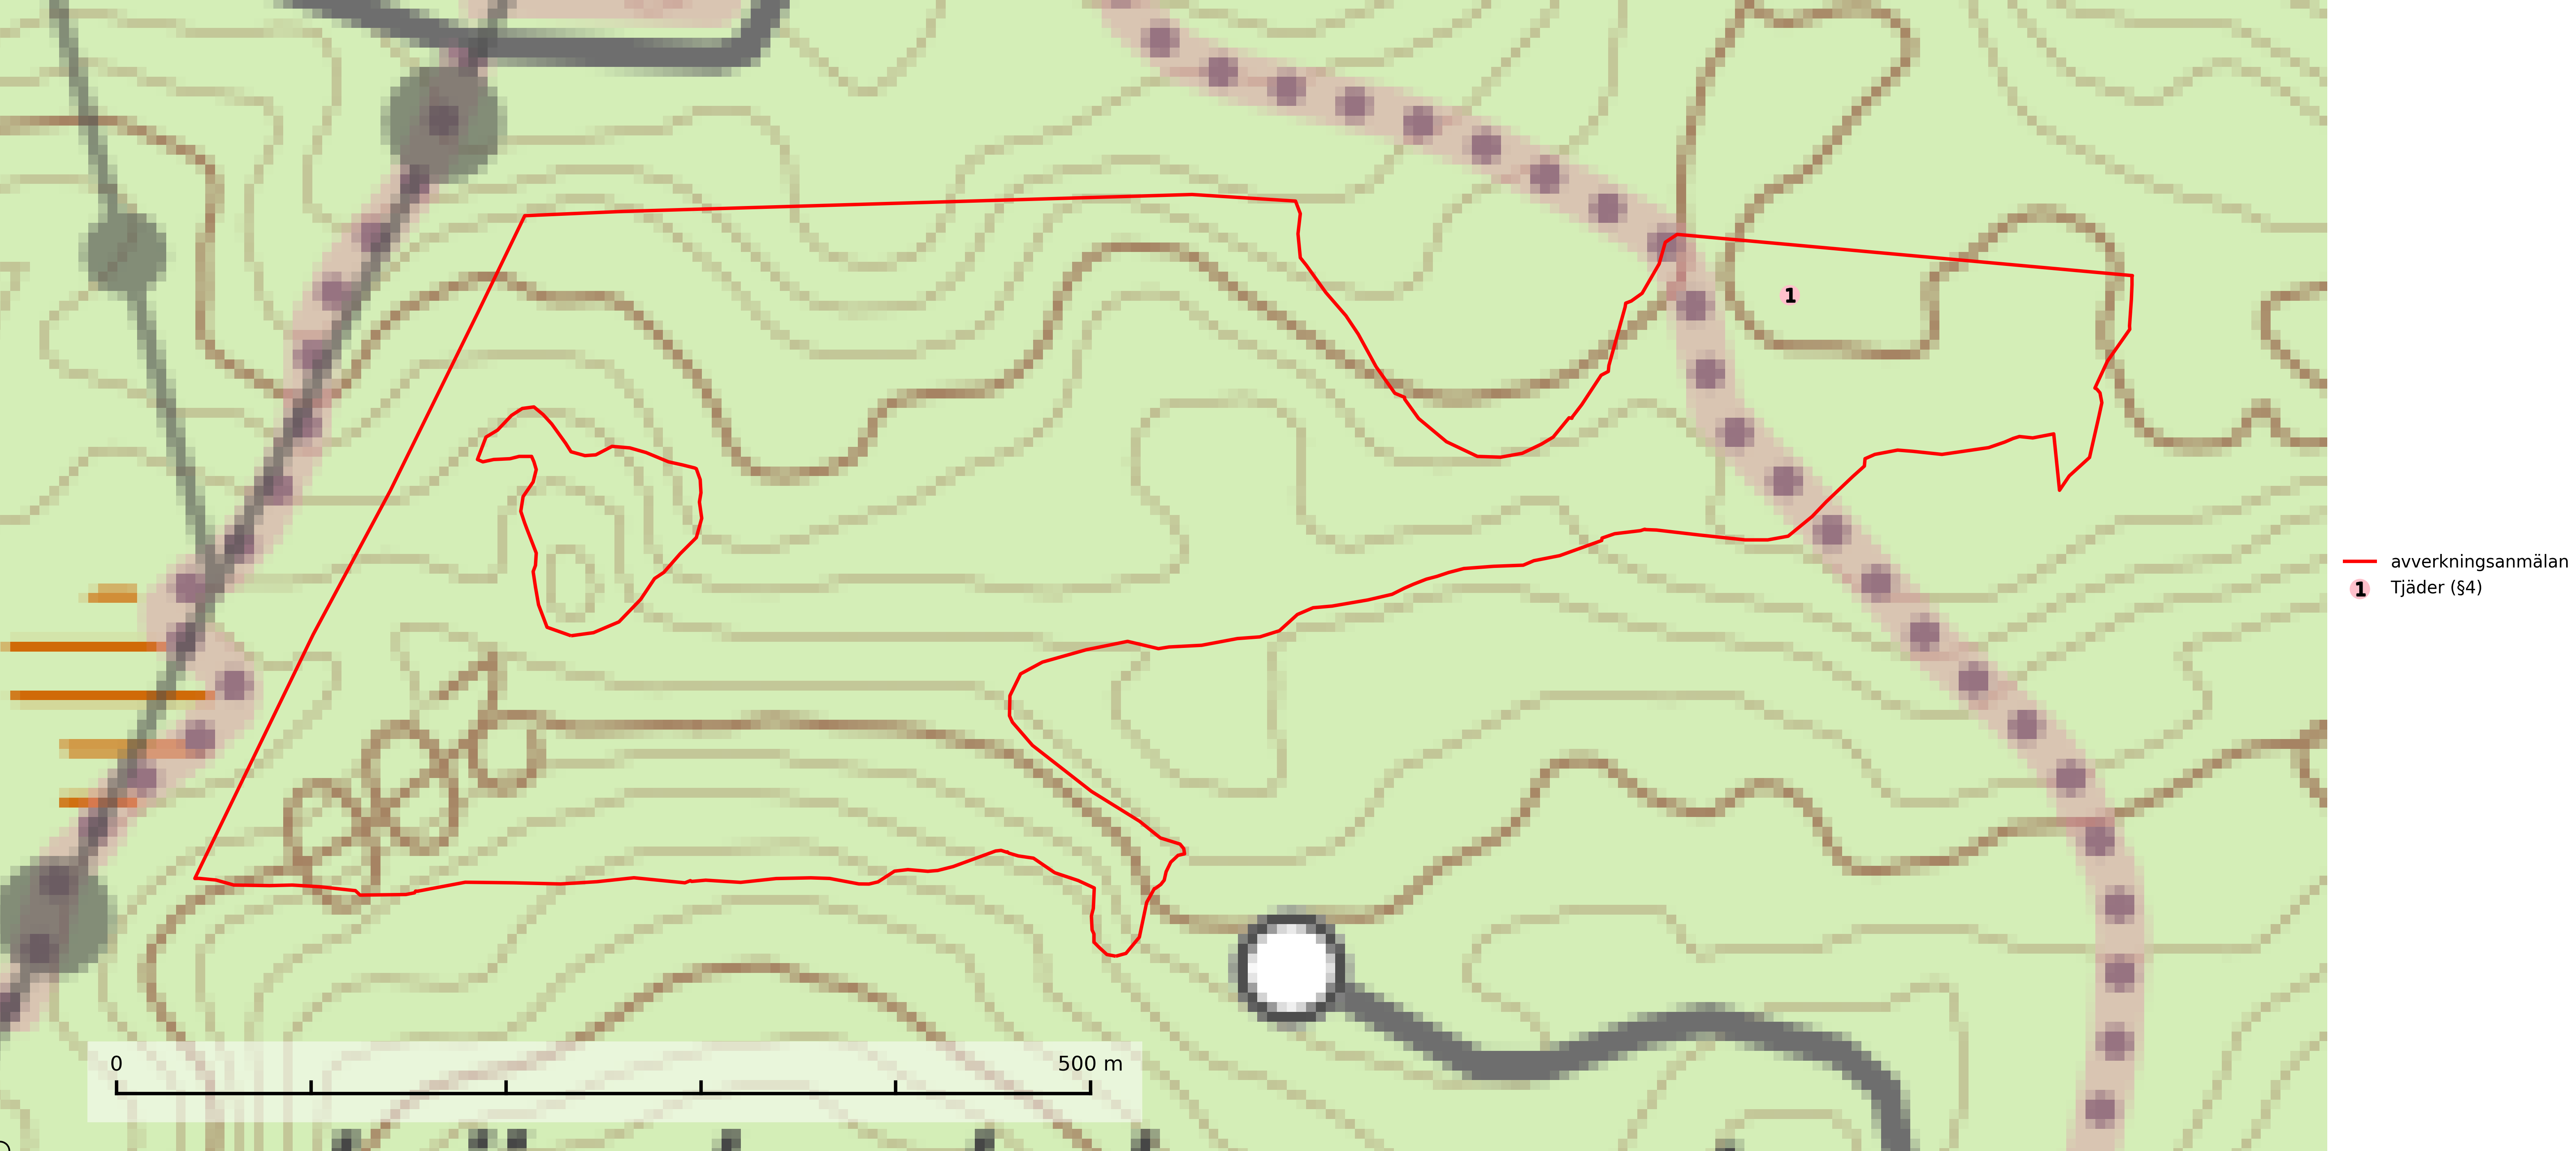 1
avverkningsanmälan
1 Tjäder (§4)
0 500 m